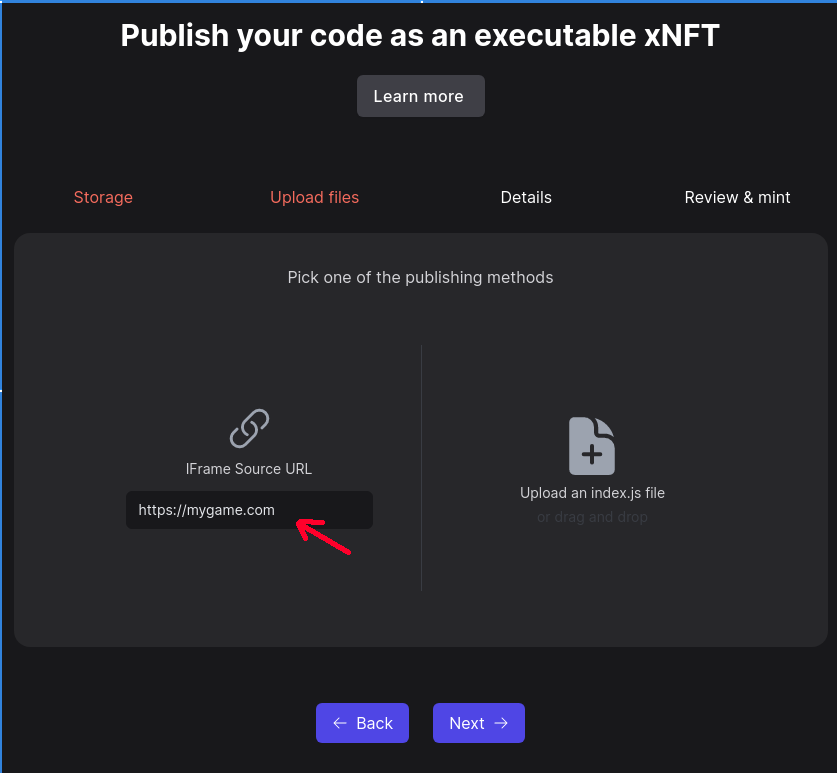 Publish your code as an executable xNFT
Learn more
Storage
Upload files
Details
Review & mint
Pick one of the publishing methods
IFrame Source URL
https://mygame.com
Upload an index.js file
or drag and drop
Back
Next